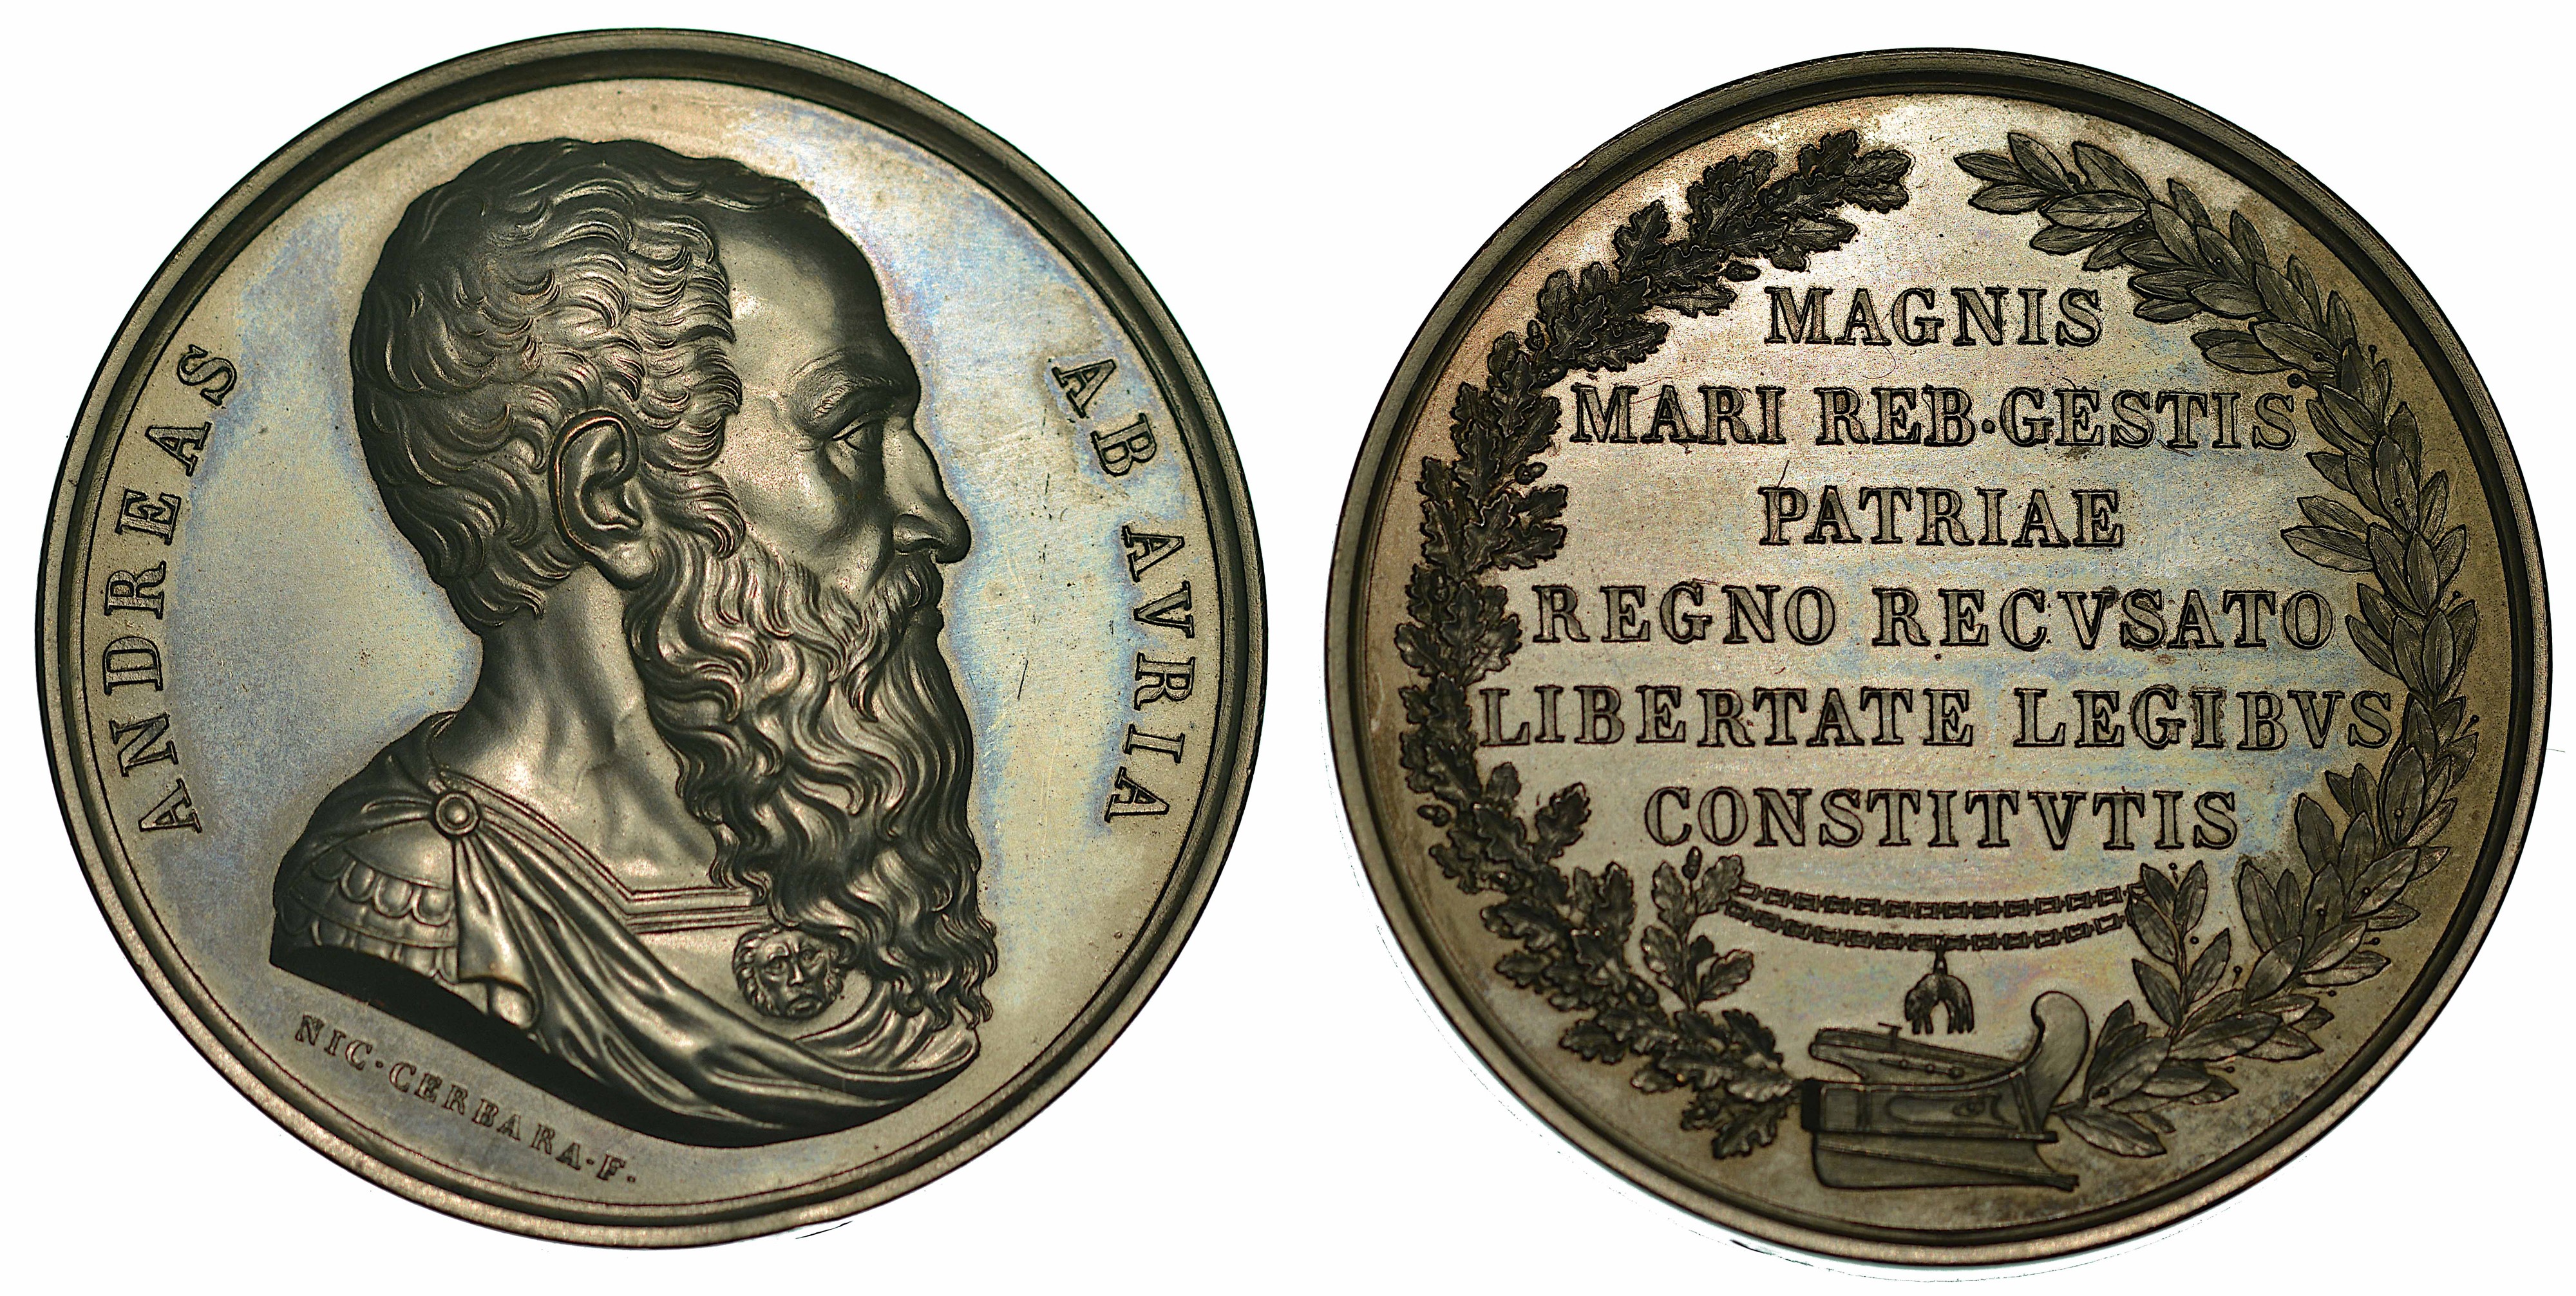 ANDREAS AB AVRIA
NIC·CERBARA·F.
MAGNIS
MARI REB·GESTIS
PATRIAE
REGNO RECVSATO
LIBERTATE LEGIBVS
CONSTITVTIS